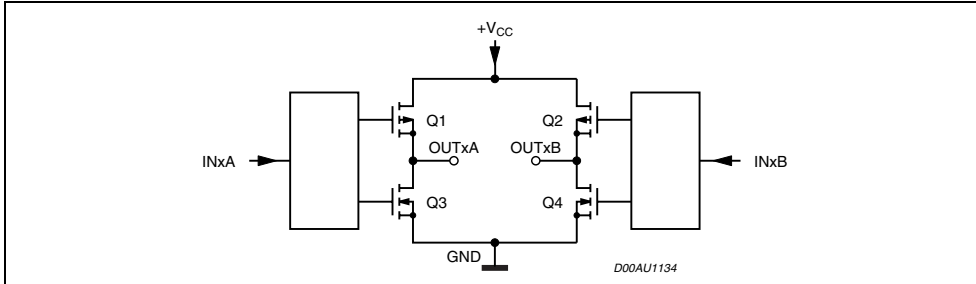 +VCC
Q1
Q2
OUTxA
OUTxB
INxA
INxB
Q3
Q4
GND
D00AU1134